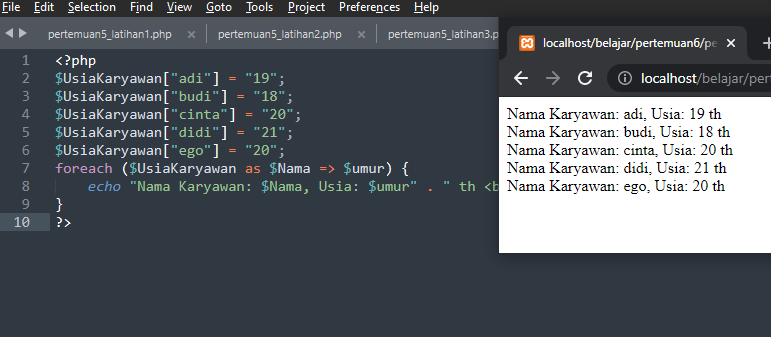 File Edit Selection Find View Goto Tools Project Preferences Help
pertemuan5_latihan1.php × pertemuan5_latihan2.php × pertemuan5_latihan3.p
1 <?php
2 $UsiaKaryawan["adi"] = "19";
3 $UsiaKaryawan["budi"] = "18";
4 $UsiaKaryawan["cinta"] = "20";
5 $UsiaKaryawan["didi"] = "21";
6 $UsiaKaryawan["ego"] = "20";
7 foreach ($UsiaKaryawan as $Nama => $umur) {
8 echo "Nama Karyawan: $Nama, Usia: $umur" . " th <b
9 }
10 ?>
localhost/belajar/pertemuan6/pe ×
localhost/belajar/pert
Nama Karyawan: adi, Usia: 19 th
Nama Karyawan: budi, Usia: 18 th
Nama Karyawan: cinta, Usia: 20 th
Nama Karyawan: didi, Usia: 21 th
Nama Karyawan: ego, Usia: 20 th